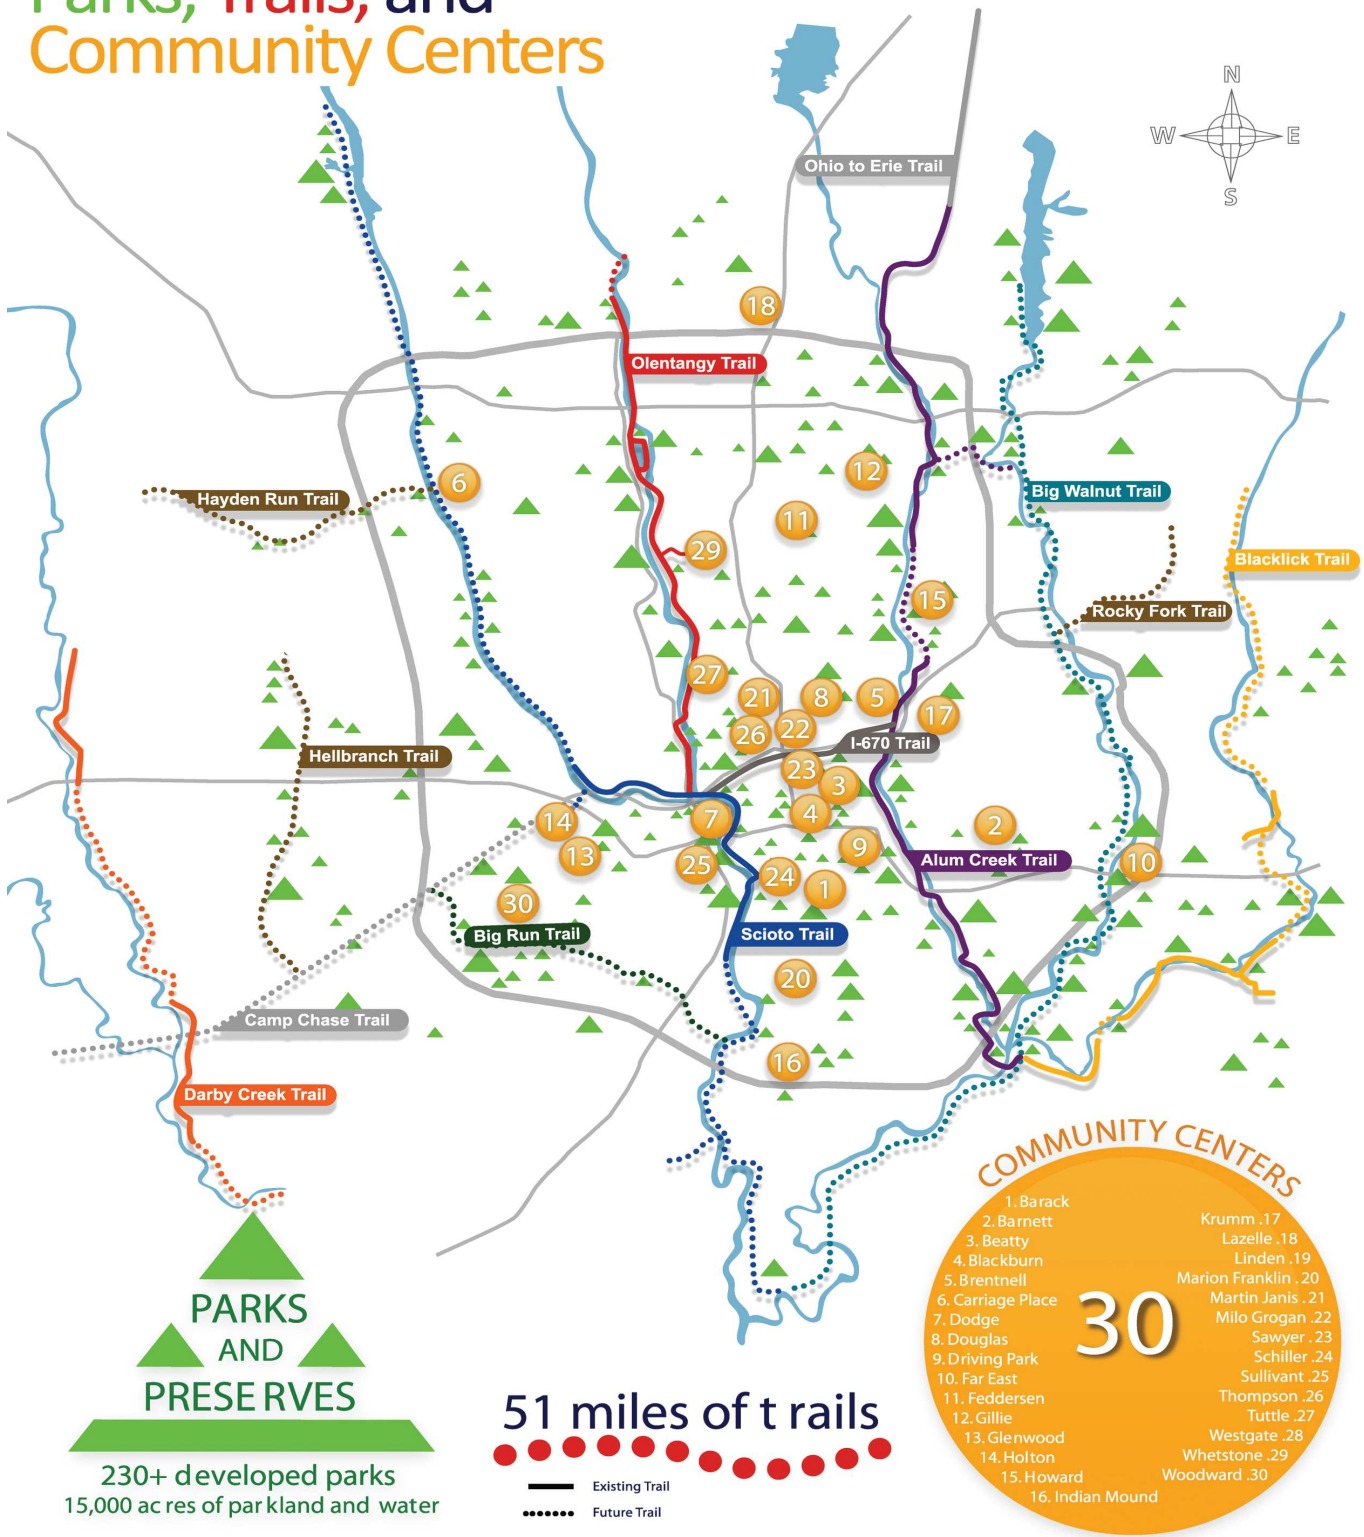 Parks, Trails, and
Community Centers
N
W E
S
Ohio to Erie Trail
18
Olentangy Trail
12
6
Hayden Run Trail
Big Walnut Trail
11
29
Blacklick Trail
15
Rocky Fork Trail
27
21
8
5
17
26
22
I-670 Trail
Hellbranch Trail
23
3
14
7
4
2
13
9
Alum Creek Trail
10
25
24
1
30
Big Run Trail
Scioto Trail
20
Camp Chase Trail
16
Darby Creek Trail
COMMUNITY CENTERS
1. Barack
2. Barnett
3. Beatty
4. Blackburn
5. Brentnell
6. Carriage Place
7. Dodge
8. Douglas
9. Driving Park
10. Far East
11. Feddersen
12. Gillie
13. Glenwood
14. Holton
15. Howard
16. Indian Mound
30
Krumm .17
Lazelle .18
Linden .19
Marion Franklin .20
Martin Janis .21
Milo Grogan .22
Sawyer .23
Schiller .24
Sullivant .25
Thompson .26
Tuttle .27
Westgate .28
Whetstone .29
Woodward .30
PARKS
AND
PRESE RVES
230+ developed parks
15,000 ac res of par kland and water
51 miles of t rails
Existing Trail
Future Trail